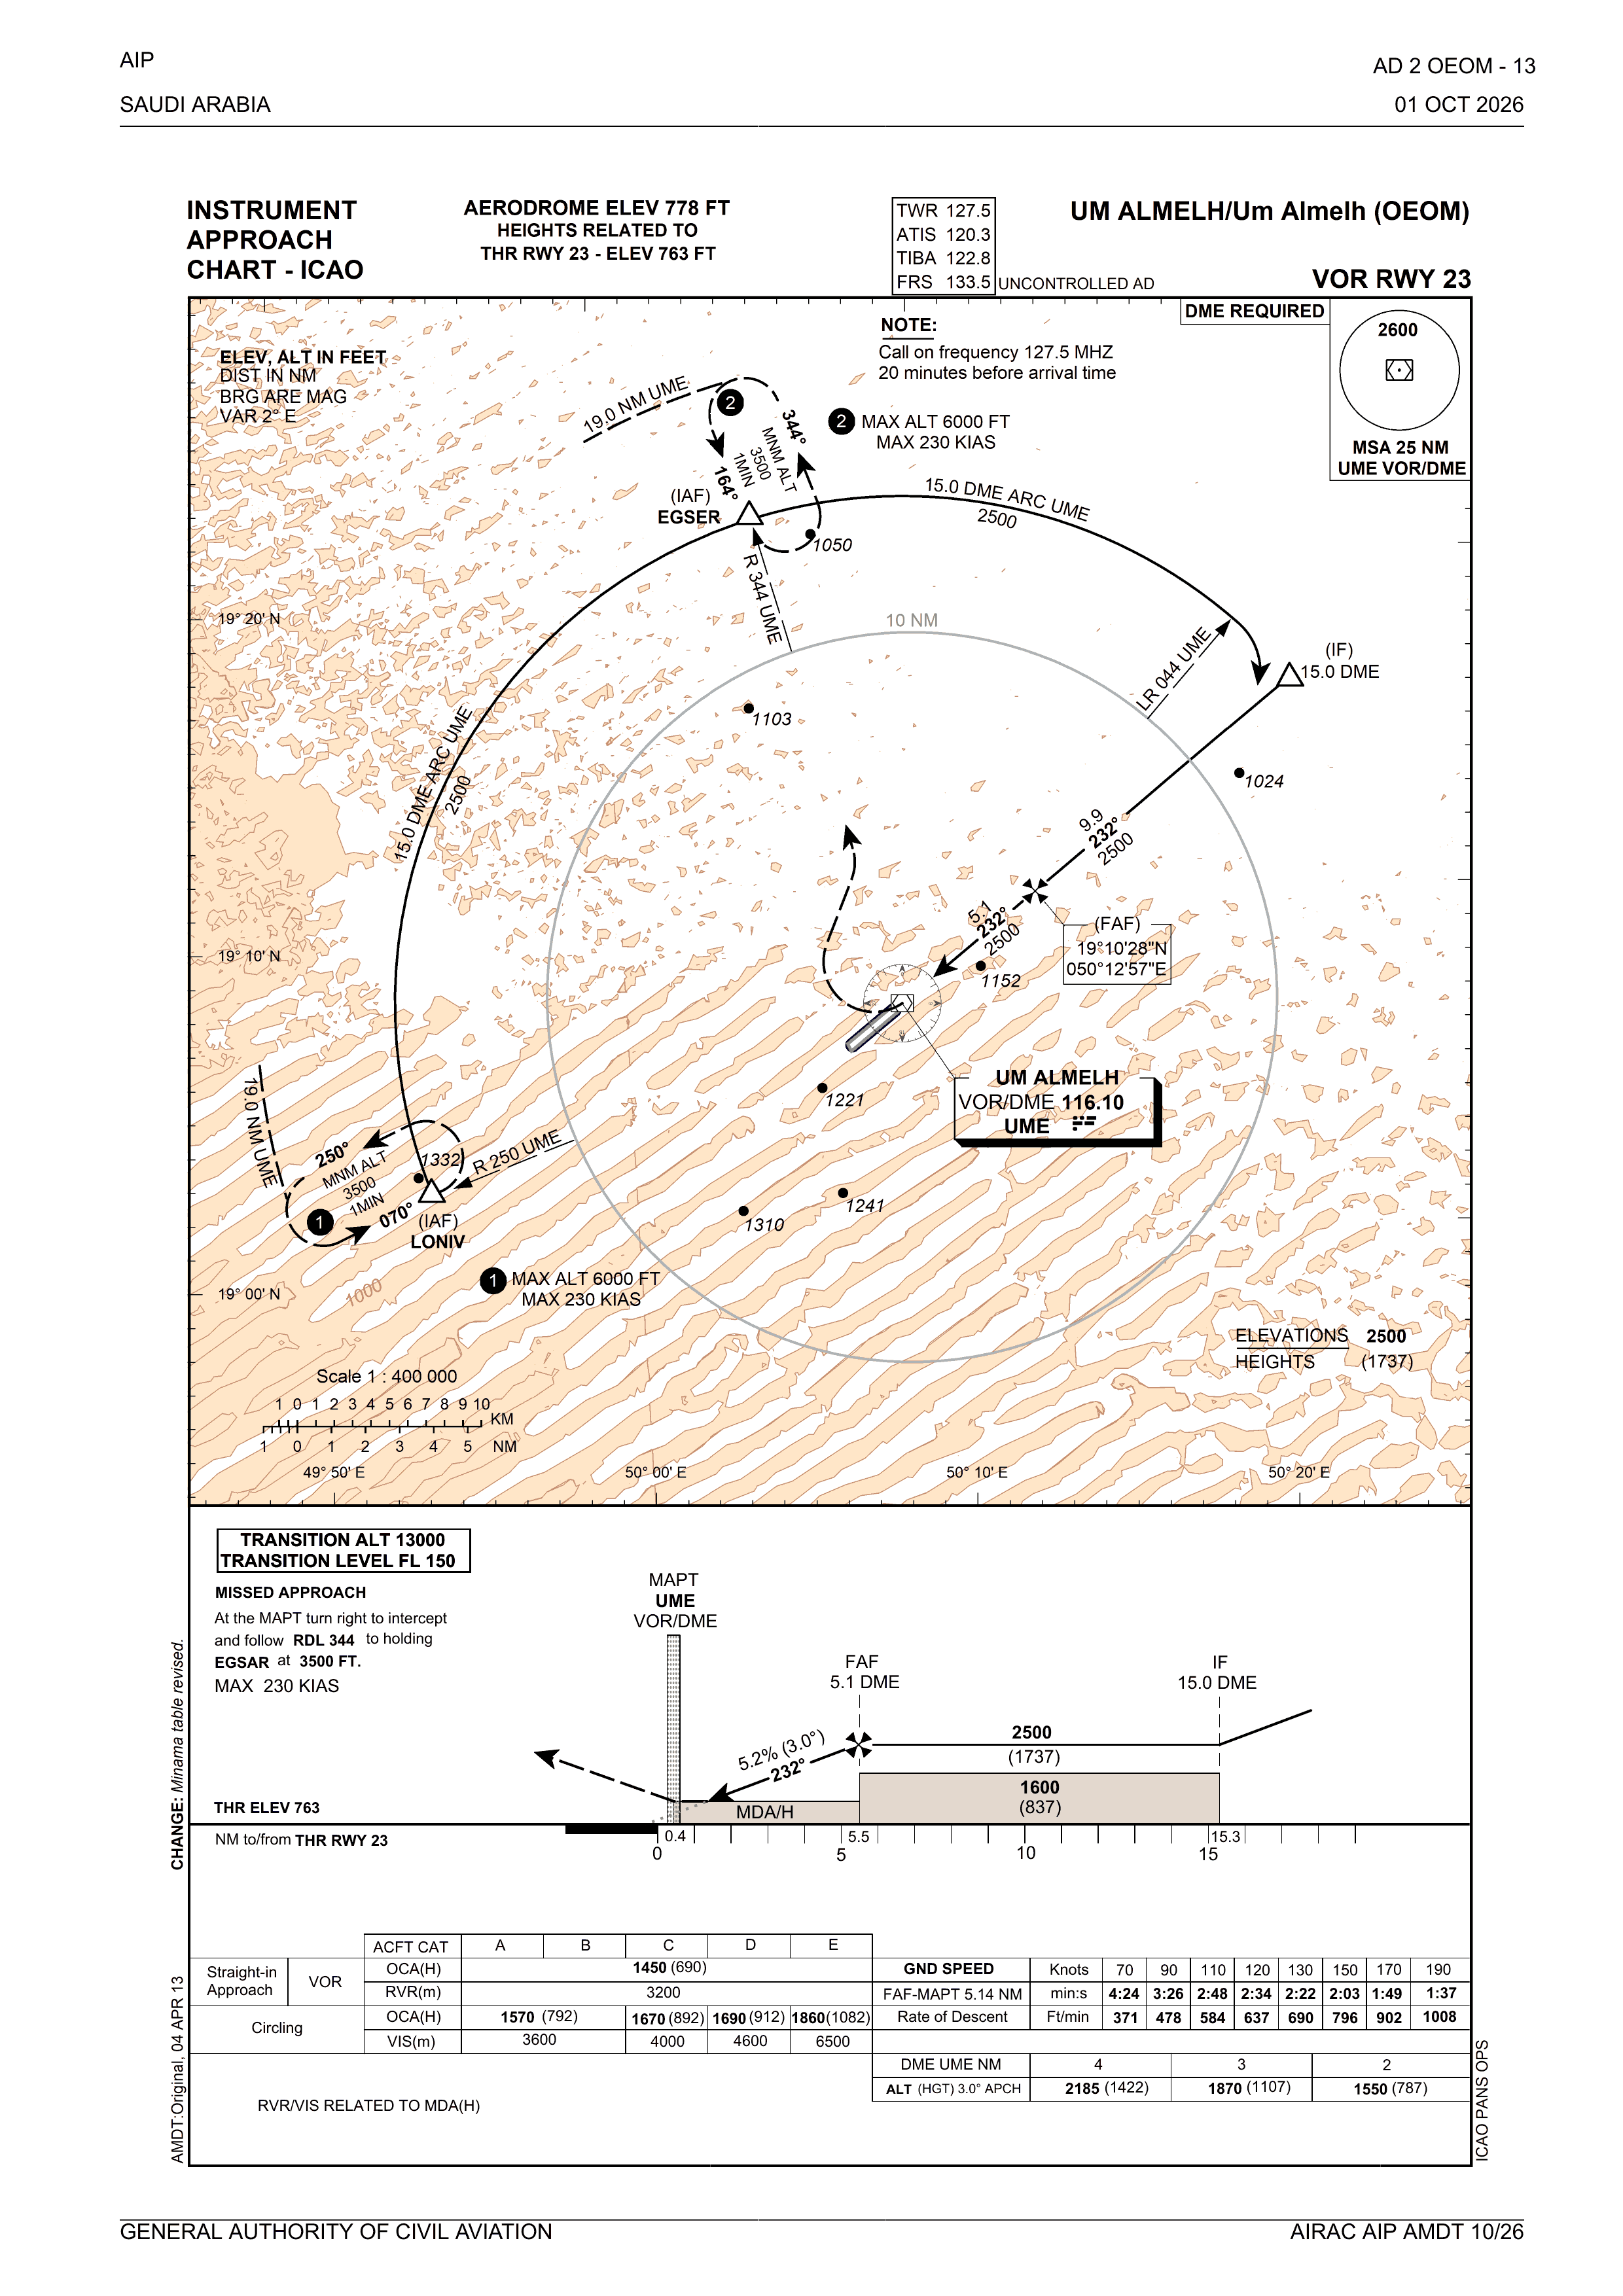 AIP
AD 2 OEOM - 13
SAUDI ARABIA
01 OCT 2026
INSTRUMENT
APPROACH
CHART - ICAO
AERODROME ELEV 778 FT
HEIGHTS RELATED TO
THR RWY 23 - ELEV 763 FT
TWR 127.5
ATIS 120.3
TIBA 122.8
FRS 133.5
UNCONTROLLED AD
UM ALMELH/Um Almelh (OEOM)
VOR RWY 23
DME REQUIRED
2600
MSA 25 NM
UME VOR/DME
NOTE:
Call on frequency 127.5 MHZ
20 minutes before arrival time
ELEV, ALT IN FEET
DIST IN NM
BRG ARE MAG
VAR 2° E
19.0 NM UME
2
344°
MNM ALT
3500
1MIN
164°
2 MAX ALT 6000 FT
MAX 230 KIAS
(IAF)
EGSER
1050
R 344 UME
15.0 DME ARC UME
2500
19° 20' N
10 NM
LR 044 UME
(IF)
15.0 DME
1103
1024
15.0 DME ARC UME
2500
9.9
232°
2500
5.1
232°
2500
(FAF)
19°10'28"N
050°12'57"E
19° 10' N
1152
UM ALMELH
VOR/DME 116.10
UME
1221
19.0 NM UME
250°
MNM ALT
3500
1MIN
070°
1
1332
R 250 UME
(IAF)
LONIV
1241
1310
1 MAX ALT 6000 FT
MAX 230 KIAS
19° 00' N
1000
ELEVATIONS 2500
HEIGHTS (1737)
Scale 1 : 400 000
1 0 1 2 3 4 5 6 7 8 9 10
KM
1 0 1 2 3 4 5 NM
49° 50' E
50° 00' E
50° 10' E
50° 20' E
TRANSITION ALT 13000
TRANSITION LEVEL FL 150
MISSED APPROACH
At the MAPT turn right to intercept
and follow RDL 344 to holding
EGSAR at 3500 FT.
MAX 230 KIAS
MAPT
UME
VOR/DME
FAF
5.1 DME
IF
15.0 DME
5.2% (3.0°)
232°
2500
(1737)
1600
(837)
MDA/H
THR ELEV 763
NM to/from THR RWY 23
0.4
5.5
15.3
0
5
10
15
CHANGE: Minama table revised.
AMDT:Original, 04 APR 13
ACFT CAT A B C D E
Straight-in
Approach
VOR
OCA(H) 1450 (690)
RVR(m) 3200
Circling
OCA(H) 1570 (792) 1670 (892) 1690 (912) 1860(1082)
VIS(m) 3600 4000 4600 6500
GND SPEED Knots 70 90 110 120 130 150 170 190
FAF-MAPT 5.14 NM min:s 4:24 3:26 2:48 2:34 2:22 2:03 1:49 1:37
Rate of Descent Ft/min 371 478 584 637 690 796 902 1008
DME UME NM 4 3 2
ALT (HGT) 3.0° APCH 2185 (1422) 1870 (1107) 1550 (787)
RVR/VIS RELATED TO MDA(H)
ICAO PANS OPS
GENERAL AUTHORITY OF CIVIL AVIATION
AIRAC AIP AMDT 10/26